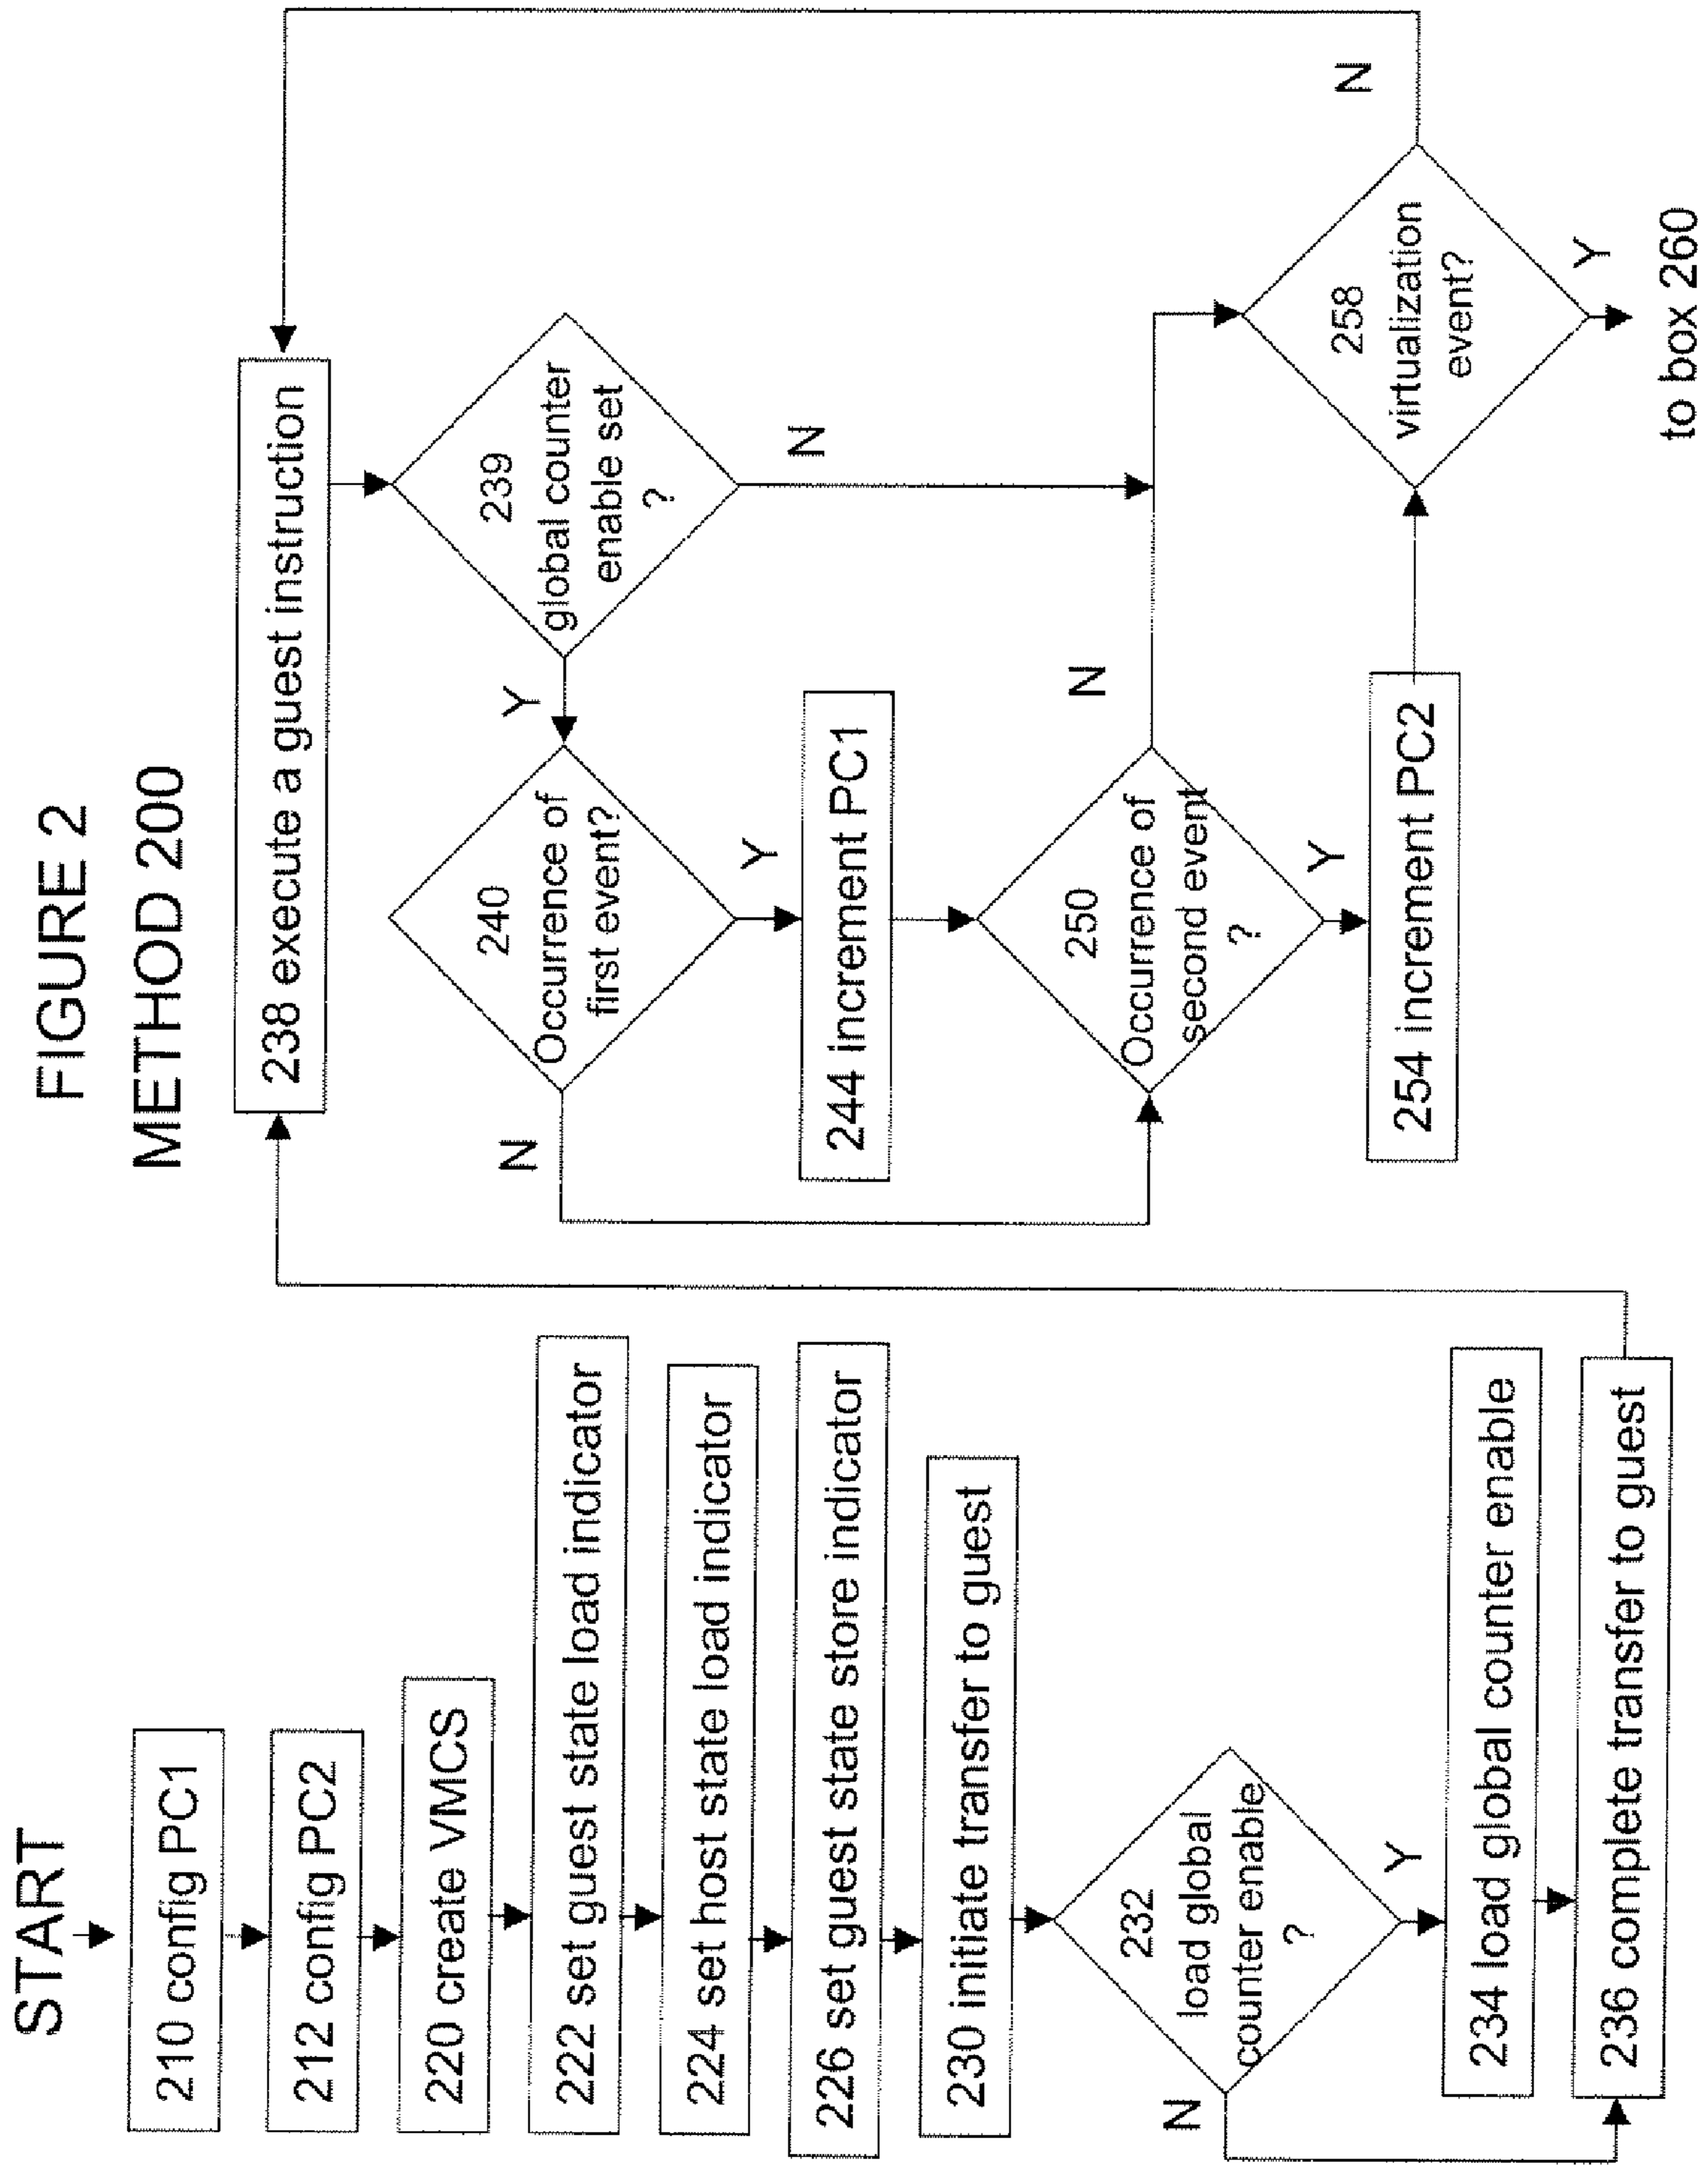 FIGURE 2
METHOD 200
START
210 config PC1
212 config PC2
220 create VMCS
222 set guest state load indicator
224 set host state load indicator
226 set guest state store indicator
230 initiate transfer to guest
232
load global
counter enable
?
N
Y
234 load global counter enable
236 complete transfer to guest
238 execute a guest instruction
239
global counter
enable set
?
Y
N
240
Occurrence of
first event?
N
Y
244 increment PC1
250
Occurrence of
second event
?
N
Y
254 increment PC2
258
virtualization
event?
N
Y
to box 260